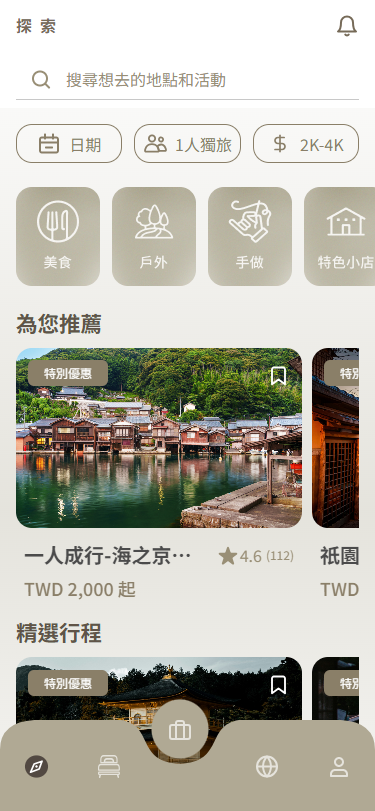 探索
搜尋想去的地點和活動
日期
1人獨旅
2K-4K
美食
戶外
手做
特色小店
為您推薦
特別優惠
特別
一人成行-海之京⋯
4.6 (112)
祇園
TWD 2,000 起
TWD
精選行程
特別優惠
特別